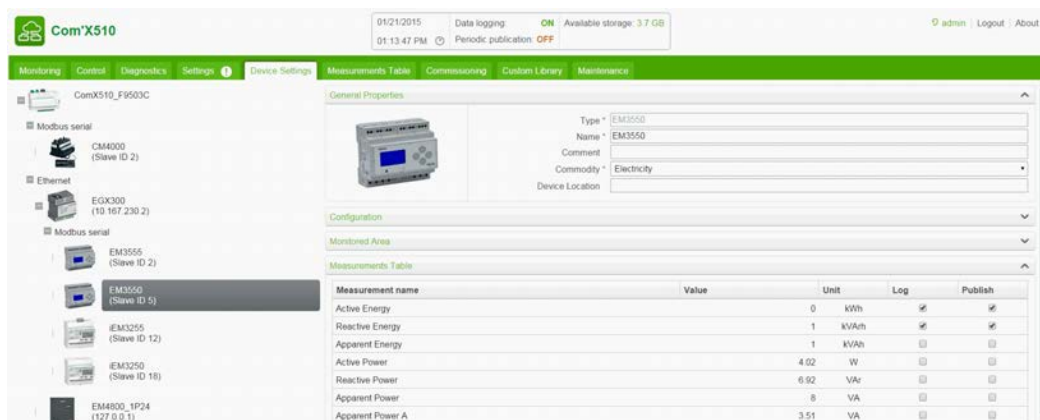 Com'X510
01/21/2015
01:13:47 PM
Data logging: ON
Periodic publication: OFF
Available storage: 3.7 GB
admin | Logout | About
Monitoring Control Diagnostics Settings ! Device Settings Measurements Table Commissioning Custom Library Maintenance
ComX510_F9503C
Modbus serial
CM4000
(Slave ID 2)
Ethernet
EGX300
(10.167.230.2)
Modbus serial
EM3555
(Slave ID 2)
EM3550
(Slave ID 5)
iEM3255
(Slave ID 12)
iEM3250
(Slave ID 18)
EM4800_1P24
(127.0.0.1)
General Properties
Type * EM3550
Name * EM3550
Comment
Commodity * Electricity
Device Location
Configuration
Monitored Area
Measurements Table
Measurement name Value Unit Log Publish
Active Energy 0 kWh
Reactive Energy 1 kVArh
Apparent Energy 1 kVAh
Active Power 4.02 W
Reactive Power 6.92 VAr
Apparent Power 8 VA
Apparent Power A 3.51 VA